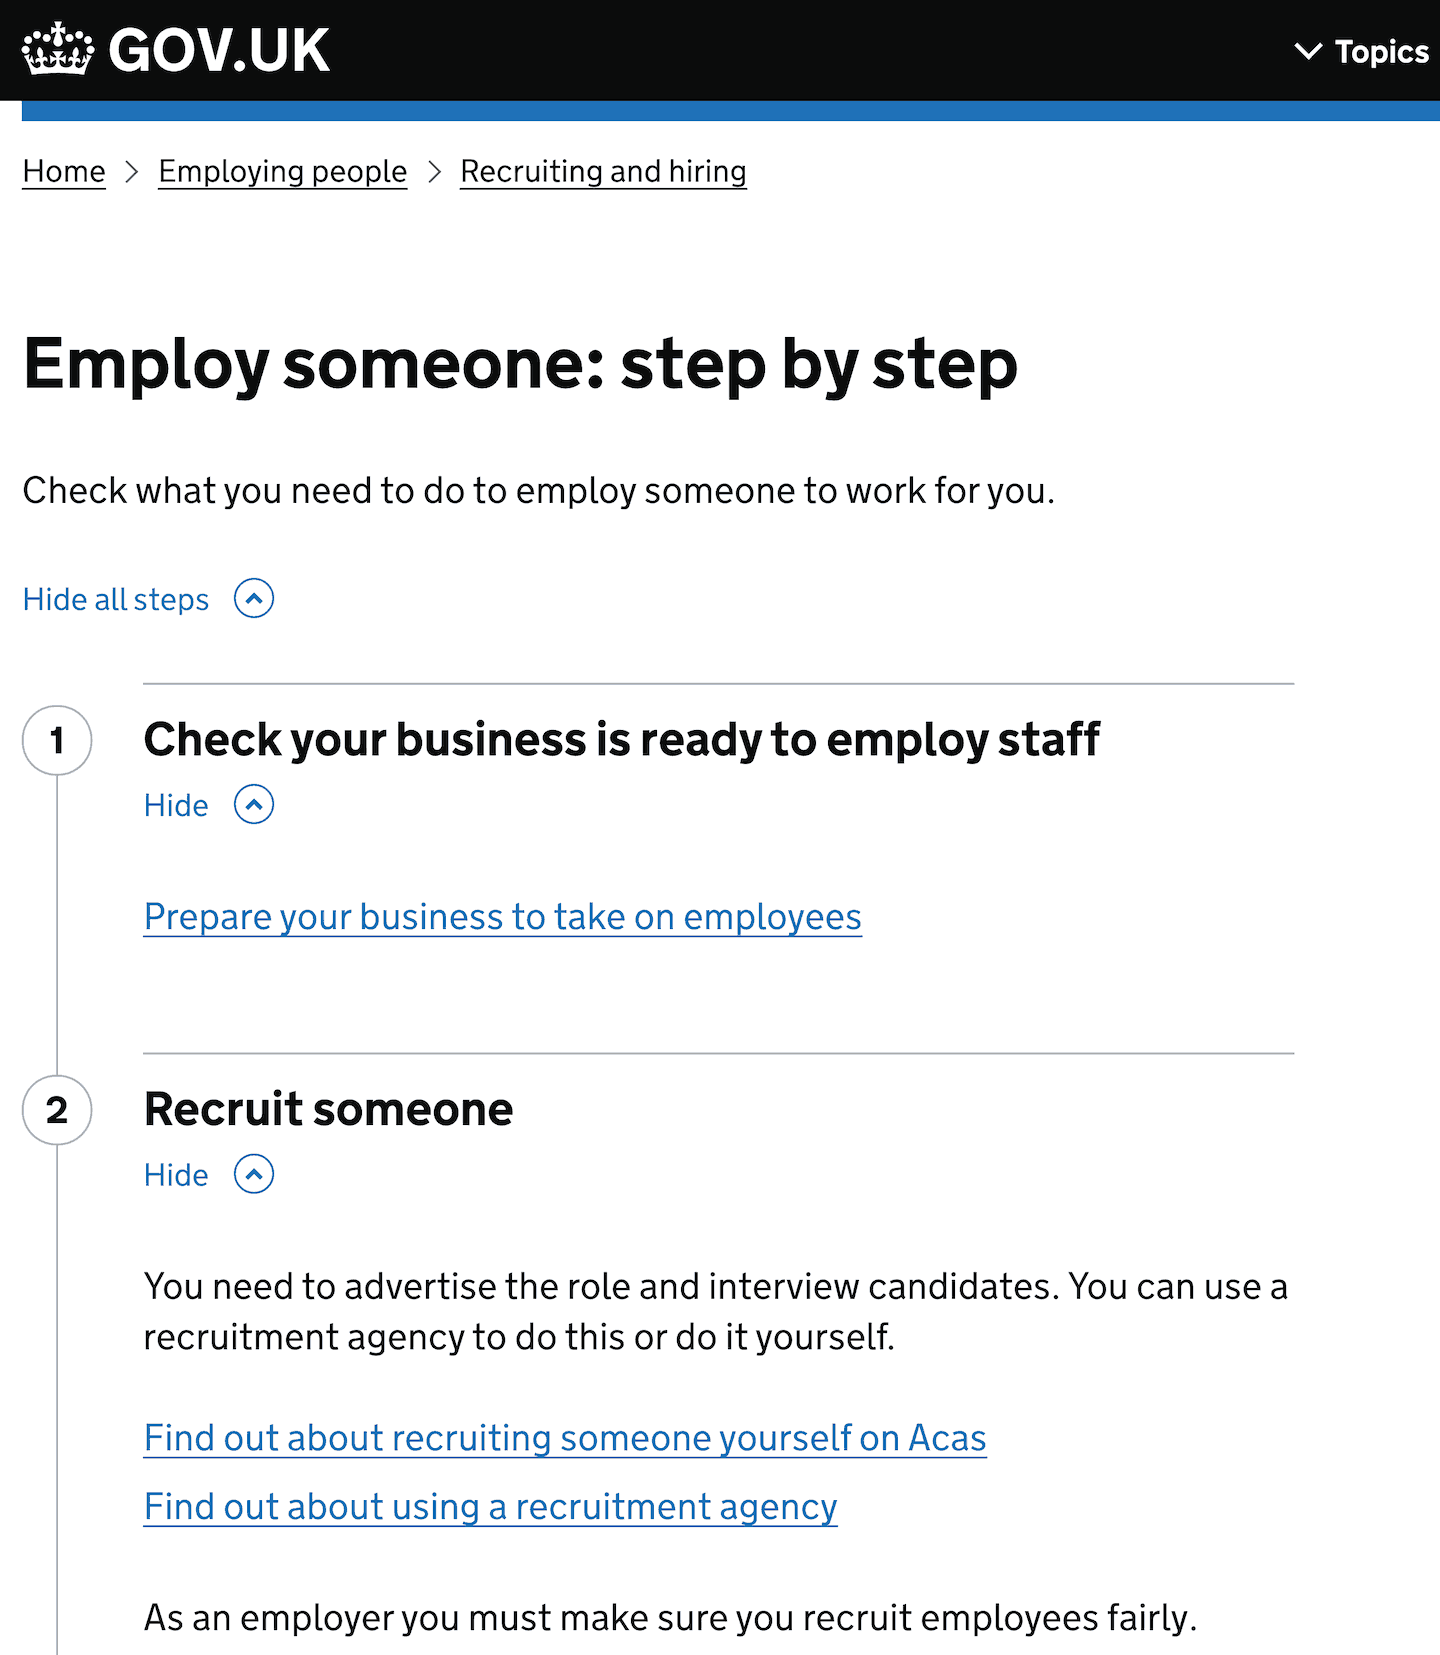 GOV.UK
Topics
Home > Employing people > Recruiting and hiring
Employ someone: step by step
Check what you need to do to employ someone to work for you.
Hide all steps
1
Check your business is ready to employ staff
Hide
Prepare your business to take on employees
2
Recruit someone
Hide
You need to advertise the role and interview candidates. You can use a
recruitment agency to do this or do it yourself.
Find out about recruiting someone yourself on Acas
Find out about using a recruitment agency
As an employer you must make sure you recruit employees fairly.